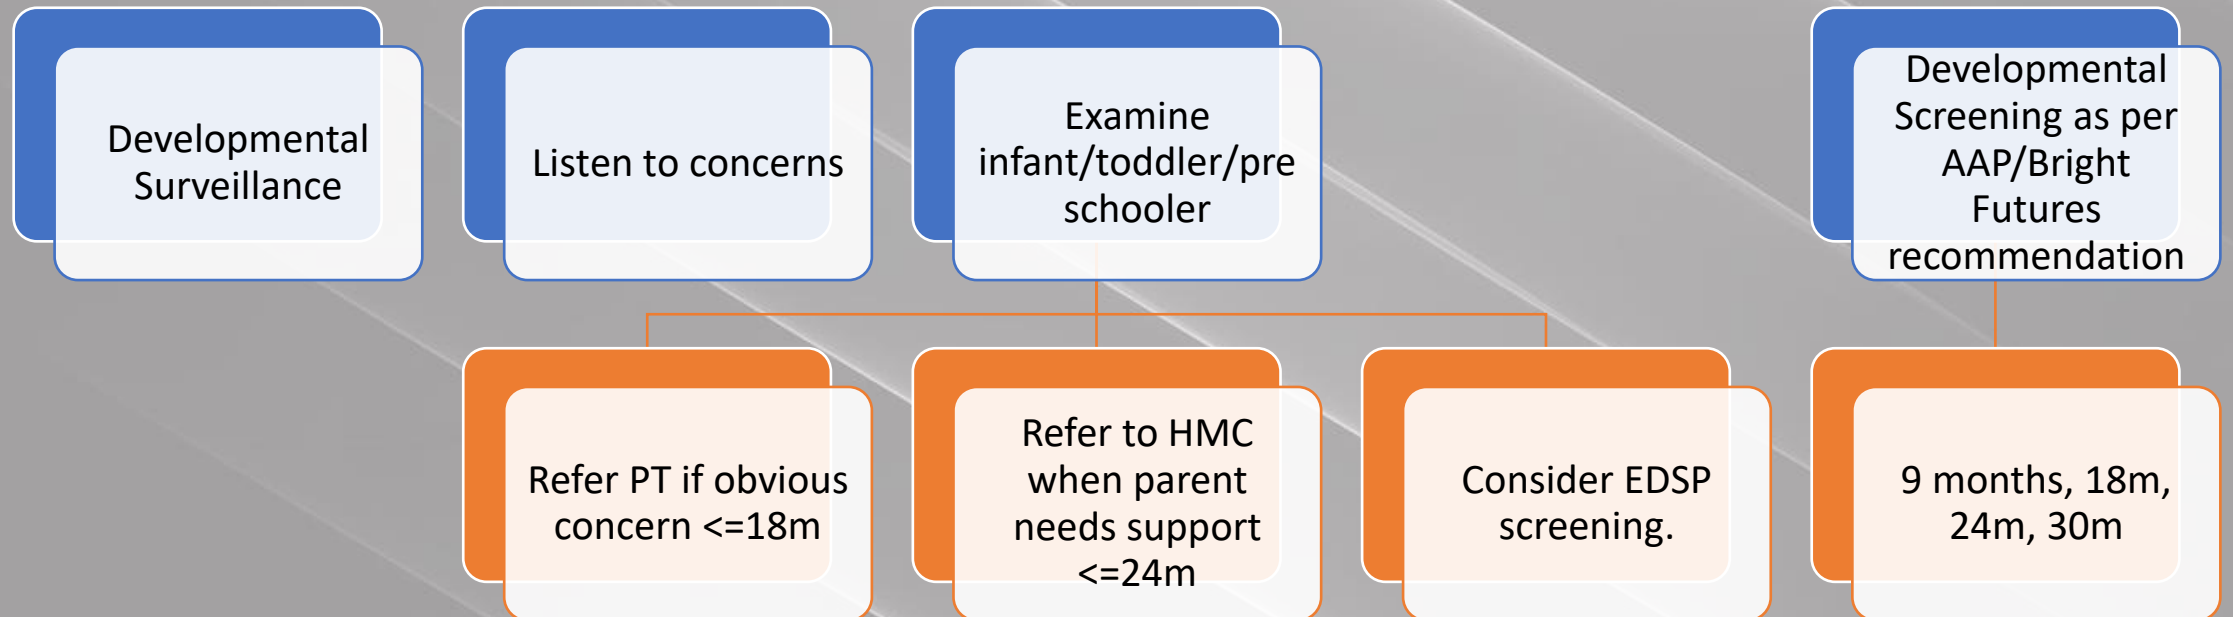 Developmental
Surveillance
Listen to concerns
Examine
infant/toddler/pre
schooler
Developmental
Screening as per
AAP/Bright
Futures
recommendation
Refer PT if obvious
concern <=18m
Refer to HMC
when parent
needs support
<=24m
Consider EDSP
screening.
9 months, 18m,
24m, 30m